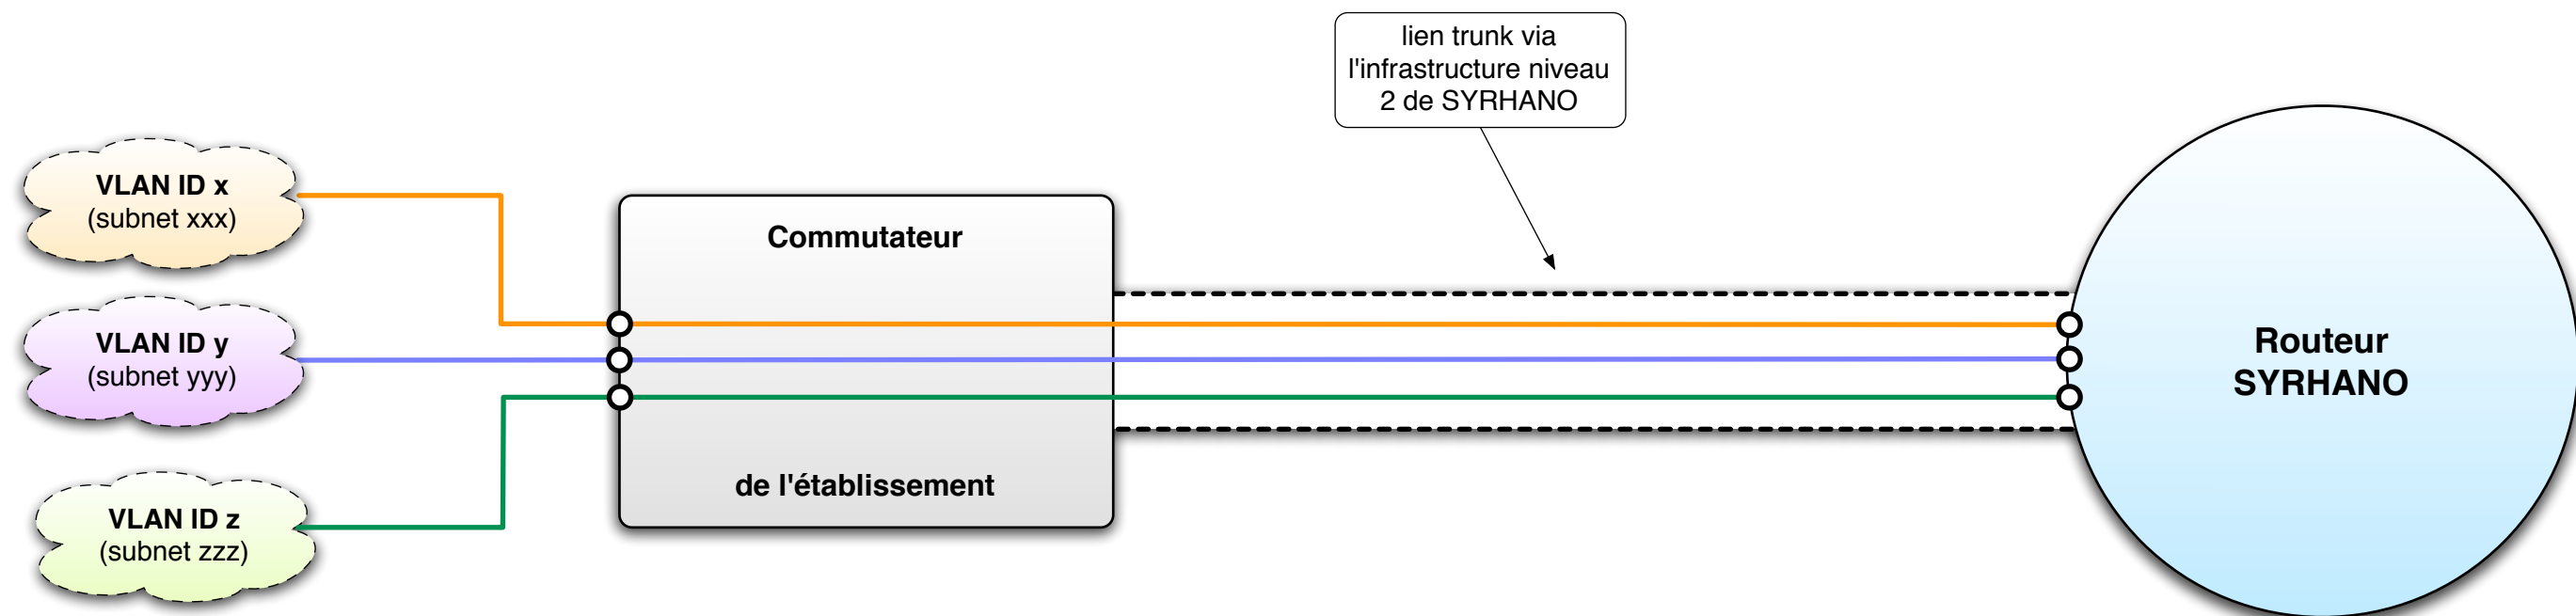 lien trunk via
l'infrastructure niveau
2 de SYRHANO
VLAN ID x
(subnet xxx)
VLAN ID y
(subnet yyy)
VLAN ID z
(subnet zzz)
Commutateur
de l'établissement
Routeur
SYRHANO